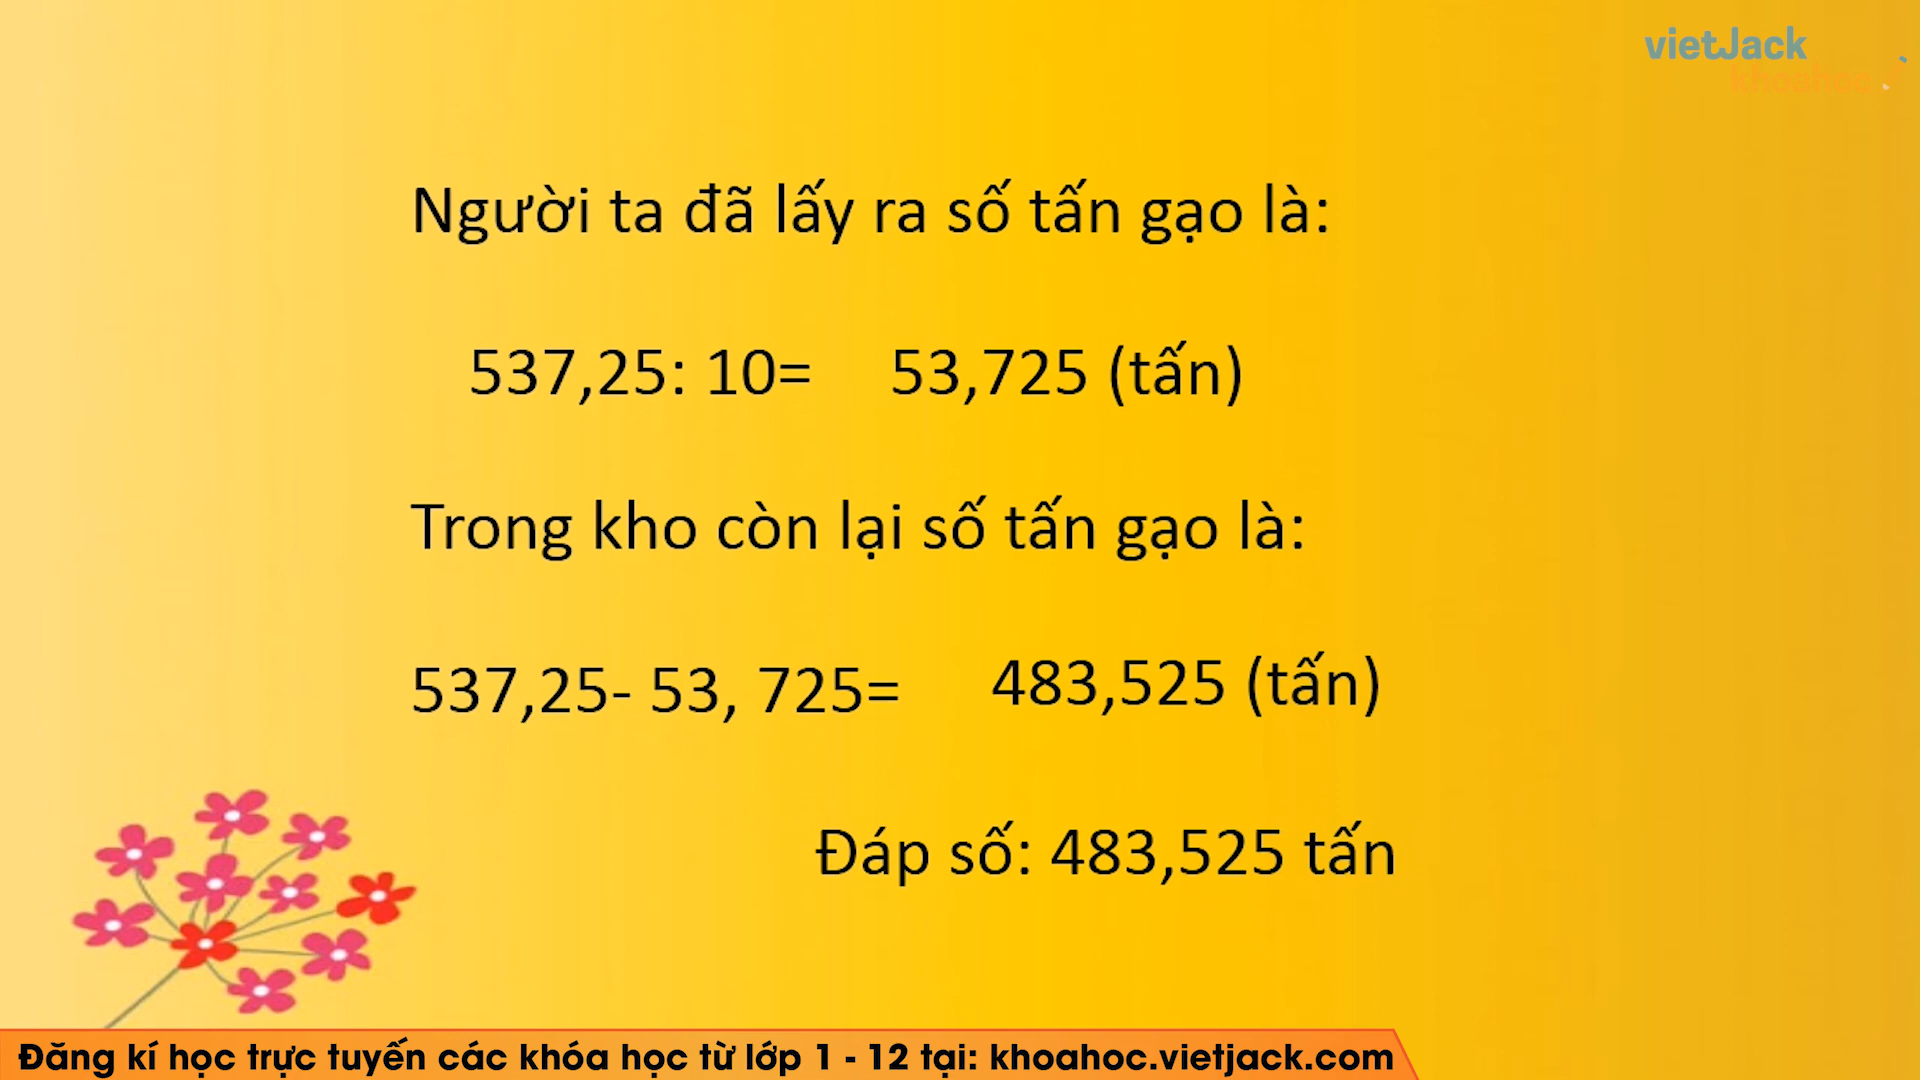 vietJack
khoahoc
Người ta đã lấy ra số tấn gạo là:
537,25: 10= 53,725 (tấn)
Trong kho còn lại số tấn gạo là:
537,25- 53, 725= 483,525 (tấn)
Đáp số: 483,525 tấn
Đăng kí học trực tuyến các khóa học từ lớp 1 - 12 tại: khoahoc.vietjack.com